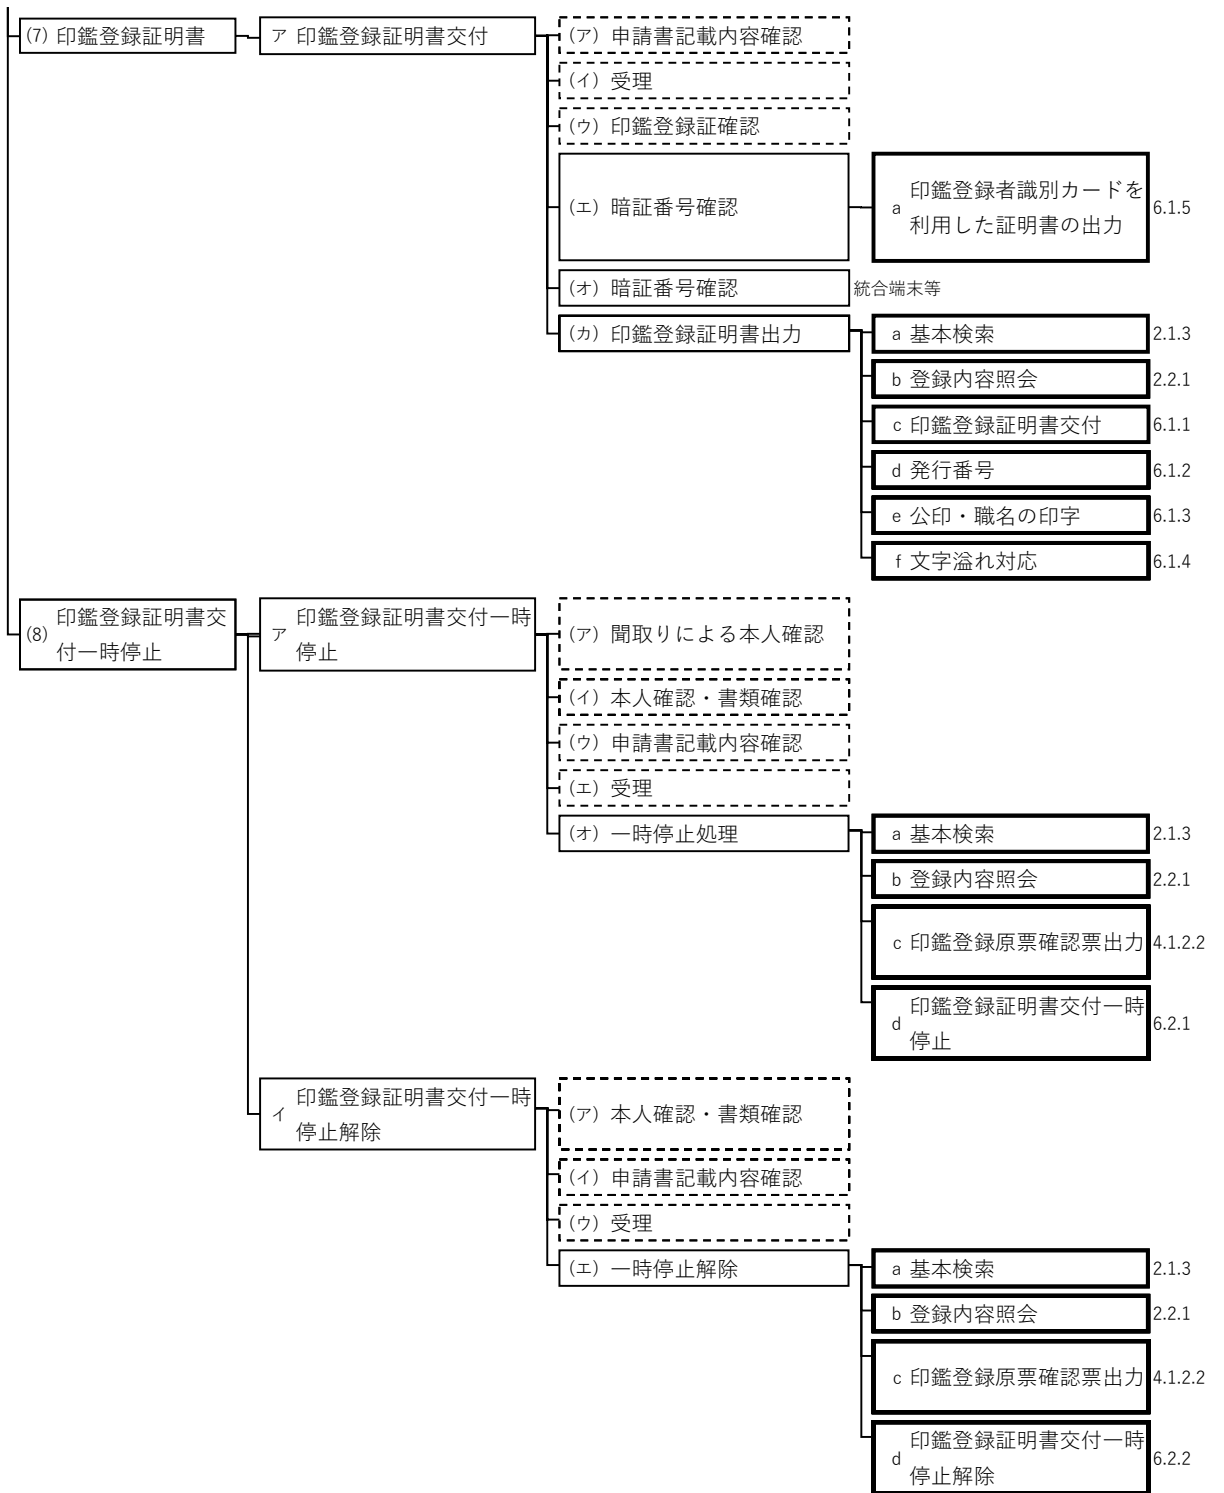 (7) 印鑑登録証明書
ア 印鑑登録証明書交付
(ア) 申請書記載内容確認
(イ) 受理
(ウ) 印鑑登録証確認
(エ) 暗証番号確認
a 印鑑登録者識別カードを
利用した証明書の出力
6.1.5
(オ) 暗証番号確認
統合端末等
(カ) 印鑑登録証明書出力
a 基本検索
2.1.3
b 登録内容照会
2.2.1
c 印鑑登録証明書交付
6.1.1
d 発行番号
6.1.2
e 公印・職名の印字
6.1.3
f 文字溢れ対応
6.1.4
(8) 印鑑登録証明書交
付一時停止
ア 印鑑登録証明書交付一時
停止
(ア) 聞取りによる本人確認
(イ) 本人確認・書類確認
(ウ) 申請書記載内容確認
(エ) 受理
(オ) 一時停止処理
a 基本検索
2.1.3
b 登録内容照会
2.2.1
c 印鑑登録原票確認票出力
4.1.2.2
d 印鑑登録証明書交付一時
停止
6.2.1
イ 印鑑登録証明書交付一時
停止解除
(ア) 本人確認・書類確認
(イ) 申請書記載内容確認
(ウ) 受理
(エ) 一時停止解除
a 基本検索
2.1.3
b 登録内容照会
2.2.1
c 印鑑登録原票確認票出力
4.1.2.2
d 印鑑登録証明書交付一時
停止解除
6.2.2